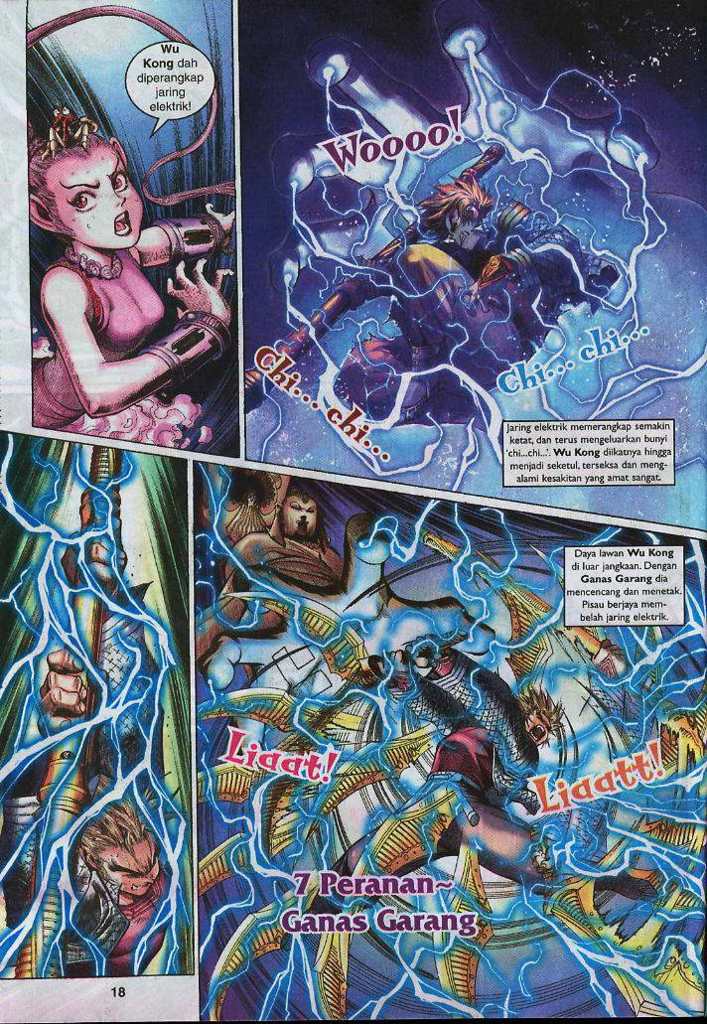 Wu
Kong dah
diperangkap
jaring
elektrik!
Woooo!
Chi... chi...
Chi... chi...
Jaring elektrik memerangkap semakin
ketat, dan terus mengeluarkan bunyi
'chi...chi...'. Wu Kong diikatnya hingga
menjadi seketul, terseksa dan meng-
alami kesakitan yang amat sangat.
Daya lawan Wu Kong
di luar jangkaan. Dengan
Ganas Garang dia
mencencang dan menetak.
Pisau berjaya mem-
belah jaring elektrik.
Liaat!
Liaatt!
7 Peranan~
Ganas Garang
18